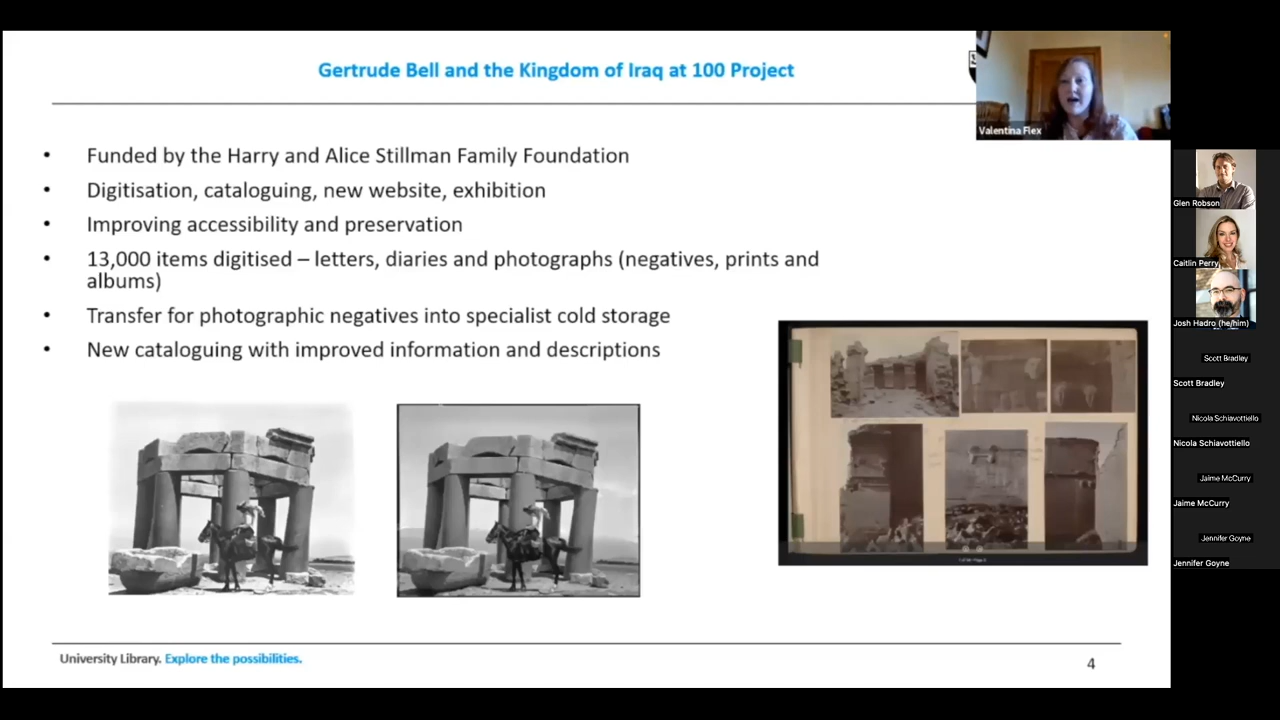 Gertrude Bell and the Kingdom of Iraq at 100 Project
Valentina Flex
• Funded by the Harry and Alice Stillman Family Foundation
• Digitisation, cataloguing, new website, exhibition
• Improving accessibility and preservation
• 13,000 items digitised – letters, diaries and photographs (negatives, prints and
albums)
• Transfer for photographic negatives into specialist cold storage
• New cataloguing with improved information and descriptions
University Library. Explore the possibilities.
4
Glen Robson
Caitlin Perry
Josh Hadro (he/him)
Scott Bradley
Scott Bradley
Nicola Schiavottiello
Nicola Schiavottiello
Jaime McCurry
Jaime McCurry
Jennifer Goyne
Jennifer Goyne